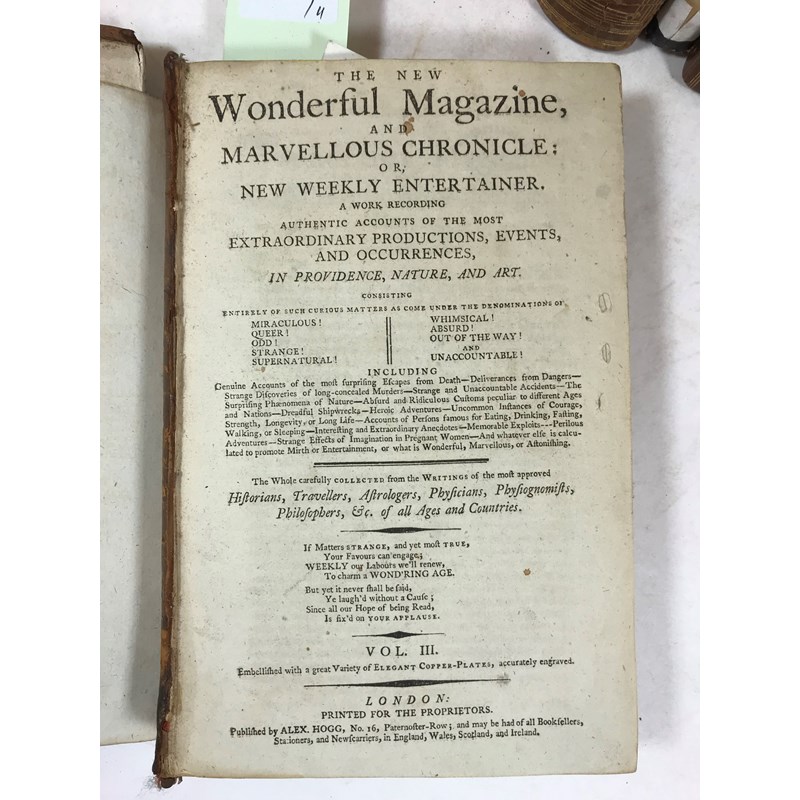 THE NEW
Wonderful Magazine,
AND
MARVELLOUS CHRONICLE:
OR,
NEW WEEKLY ENTERTAINER.
A WORK RECORDING
AUTHENTIC ACCOUNTS OF THE MOST
EXTRAORDINARY PRODUCTIONS, EVENTS,
AND OCCURRENCES,
IN PROVIDENCE, NATURE, AND ART.
CONSISTING
ENTIRELY OF SUCH CURIOUS MATTERS AS COME UNDER THE DENOMINATIONS OF
MIRACULOUS!
QUEER!
ODD!
STRANGE!
SUPERNATURAL!
WHIMSICAL!
ABSURD!
OUT OF THE WAY!
AND
UNACCOUNTABLE!
INCLUDING
Genuine Accounts of the moſt ſurpriſing Eſcapes from Death—Deliverances from Dangers—
Strange Diſcoveries of long-concealed Murders—Strange and Unaccountable Accidents—The
Surpriſing Phænomena of Nature—Abſurd and Ridiculous Cuſtoms peculiar to different Ages
and Nations—Dreadful Shipwrecks—Heroic Adventures—Uncommon Inſtances of Courage,
Strength, Longevity, or Long Life—Accounts of Perſons famous for Eating, Drinking, Faſting,
Walking, or Sleeping—Intereſting and Extraordinary Anecdotes—Memorable Exploits---Perilous
Adventures—Strange Effects of Imagination in Pregnant Women—And whatever elſe is calcu-
lated to promote Mirth or Entertainment, or what is Wonderful, Marvellous, or Aſtoniſhing.
The Whole carefully COLLECTED from the WRITINGS of the moſt approved
Hiſtorians, Travellers, Aſtrologers, Phyſicians, Phyſiognomiſts,
Philoſophers, &c. of all Ages and Countries.
If Matters STRANGE, and yet moſt TRUE,
Your Favours can engage;
WEEKLY our Labours we'll renew,
To charm a WOND'RING AGE.
But yet it never ſhall be ſaid,
Ye laugh'd without a Cauſe;
Since all our Hope of being Read,
Is fix'd on YOUR APPLAUSE.
VOL. III.
Embelliſhed with a great Variety of ELEGANT COPPER-PLATES, accurately engraved.
LONDON:
PRINTED FOR THE PROPRIETORS.
Publiſhed by ALEX. HOGG, No. 16, Paternoſter-Row; and may be had of all Bookſellers,
Stationers, and Newſcarriers, in England, Wales, Scotland, and Ireland.